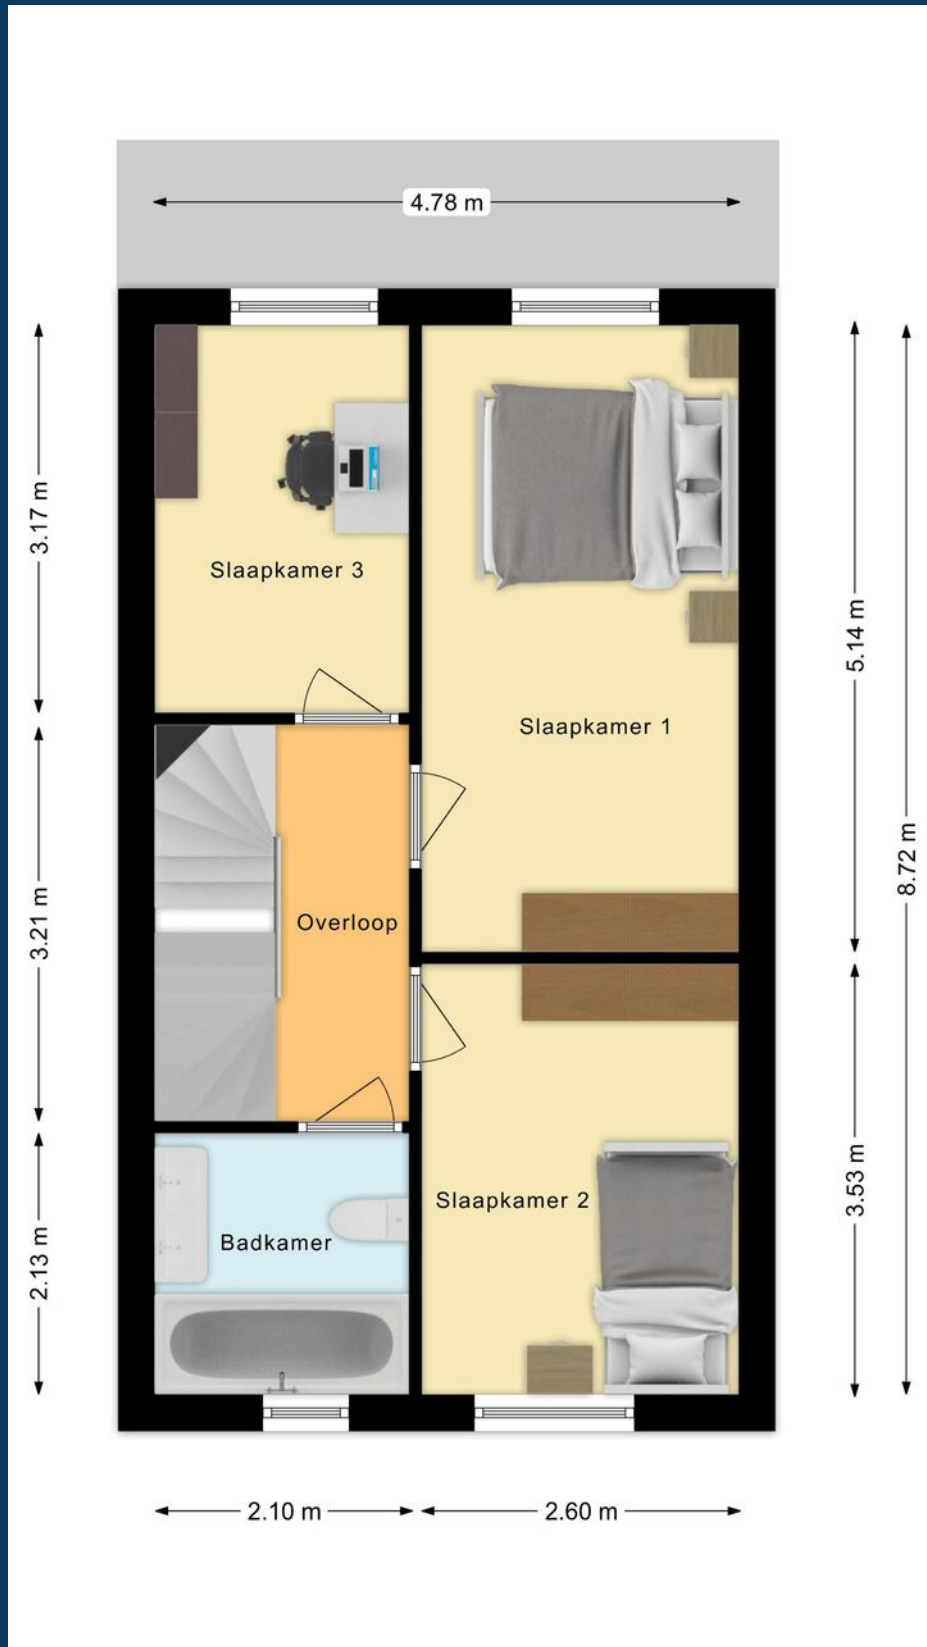 4.78 m
3.17 m
Slaapkamer 3
5.14 m
Slaapkamer 1
8.72 m
3.21 m
Overloop
3.53 m
Slaapkamer 2
2.13 m
Badkamer
2.10 m
2.60 m